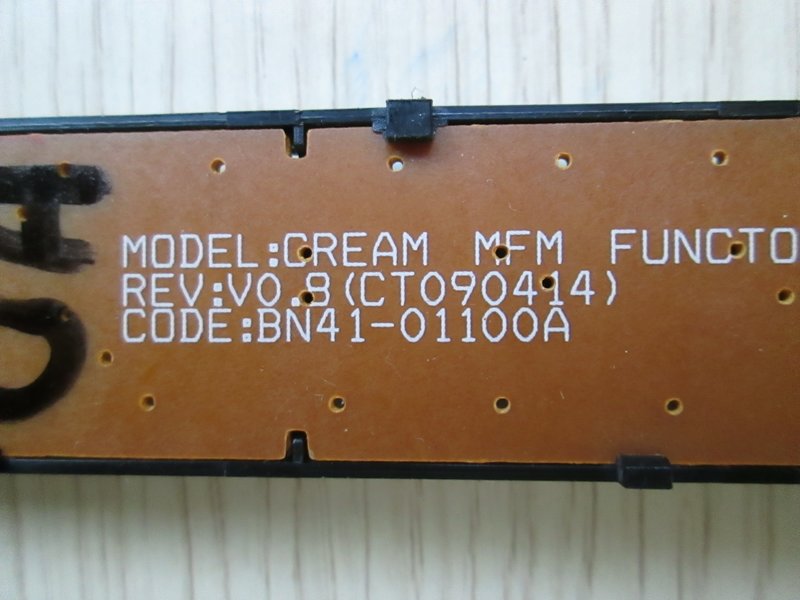 MODEL:CREAM MFM FUNCTO
REV:V0.8(CT090414)
CODE:BN41-01100A